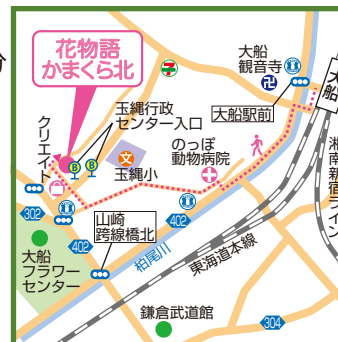 分
花物語
かまくら北
大船
観音寺
大船
大船駅前
玉縄行政
センター入口
クリエイト
のっぽ
動物病院
文
玉縄小
B
B
7
湘南新宿ライン
302
山崎
跨線橋北
402
402
柏尾川
東海道本線
大船
フラワー
センター
鎌倉武道館
304